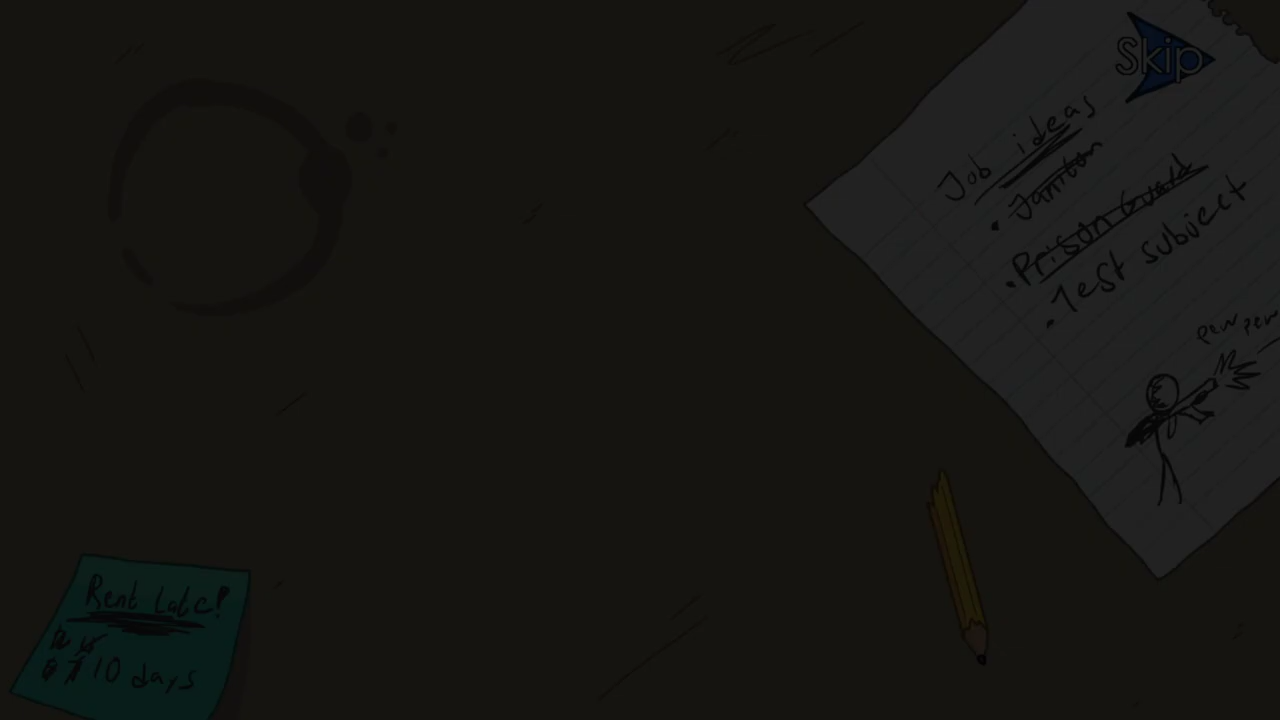 Skip
Job ideas
• Janitor
• Prison Guard
• Test subject
pew pew
Rent Late!
10 days